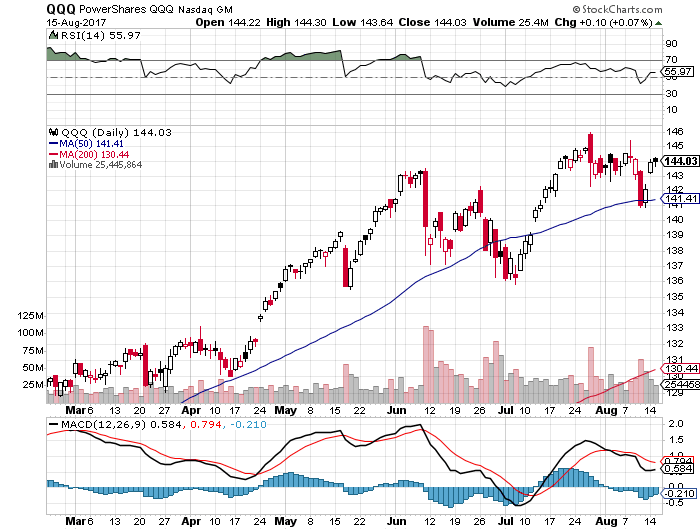 QQQ PowerShares QQQ Nasdaq GM © StockCharts.com
15-Aug-2017 Open 144.22 High 144.30 Low 143.64 Close 144.03 Volume 25.4M Chg +0.10 (+0.07%)
RSI(14) 55.97
90
70
55.97
50
30
10
QQQ (Daily) 144.03
MA(50) 141.41
MA(200) 130.44
Volume 25,445,864
146
145
144.03
143
142
141.41
140
139
138
137
136
135
134
133
132
131
130.44
129
254458
125M
100M
75M
50M
25M
Mar 6 13 20 27 Apr 10 17 24 May 8 15 22 Jun 12 19 26 Jul 10 17 24 Aug 7 14
MACD(12,26,9) 0.584, 0.794, -0.210
2.0
1.5
1.0
0.794
0.584
-0.210
-0.5
Mar 6 13 20 27 Apr 10 17 24 May 8 15 22 Jun 12 19 26 Jul 10 17 24 Aug 7 14